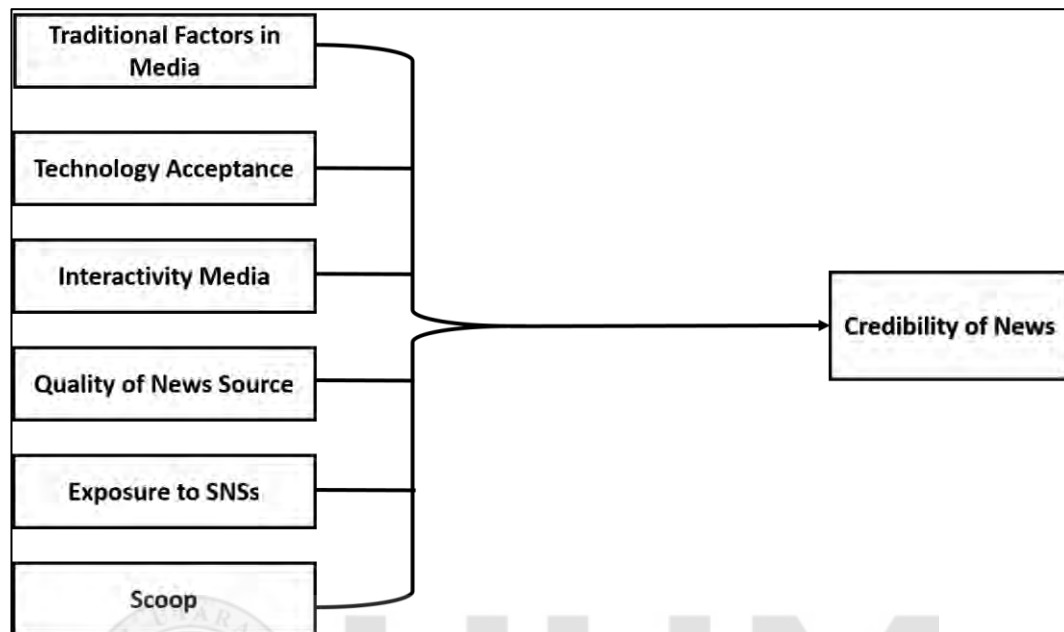 Traditional Factors in
Media
Technology Acceptance
Interactivity Media
Quality of News Source
Credibility of News
Exposure to SNSs
Scoop